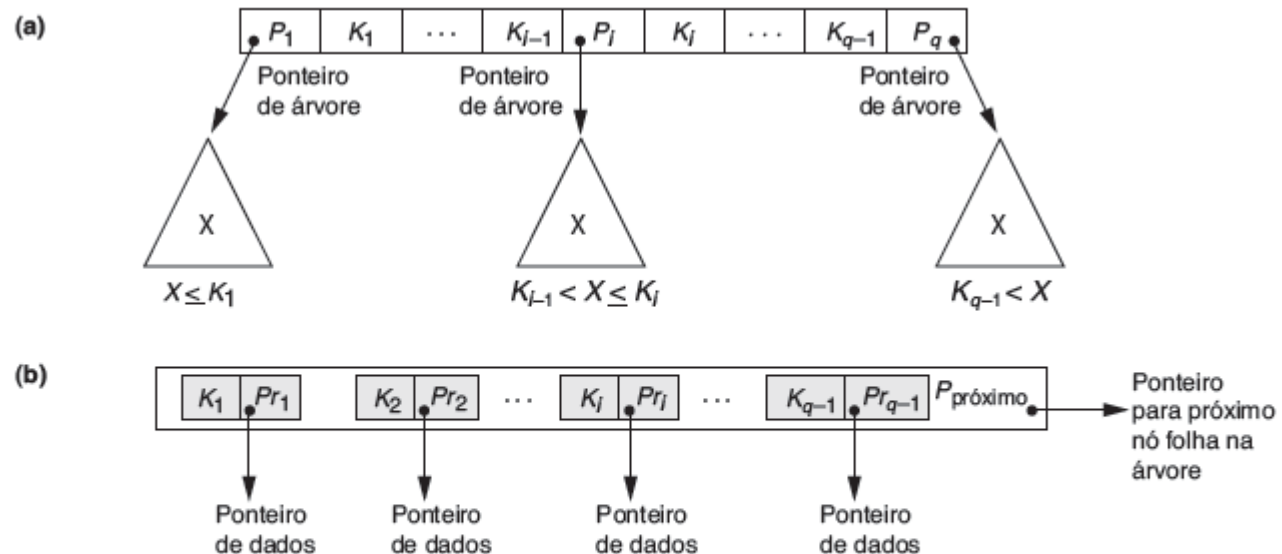 (a)
P1 K1 ... Ki–1 Pi Ki ... Kq–1 Pq
Ponteiro de árvore
Ponteiro de árvore
Ponteiro de árvore
X X X
X ≤ K1 Ki–1 < X ≤ Ki Kq–1 < X
(b)
K1 Pr1 K2 Pr2 ... Ki Pri ... Kq–1 Prq–1 Ppróximo
Ponteiro
para próximo
nó folha na
árvore
Ponteiro de dados
Ponteiro de dados
Ponteiro de dados
Ponteiro de dados